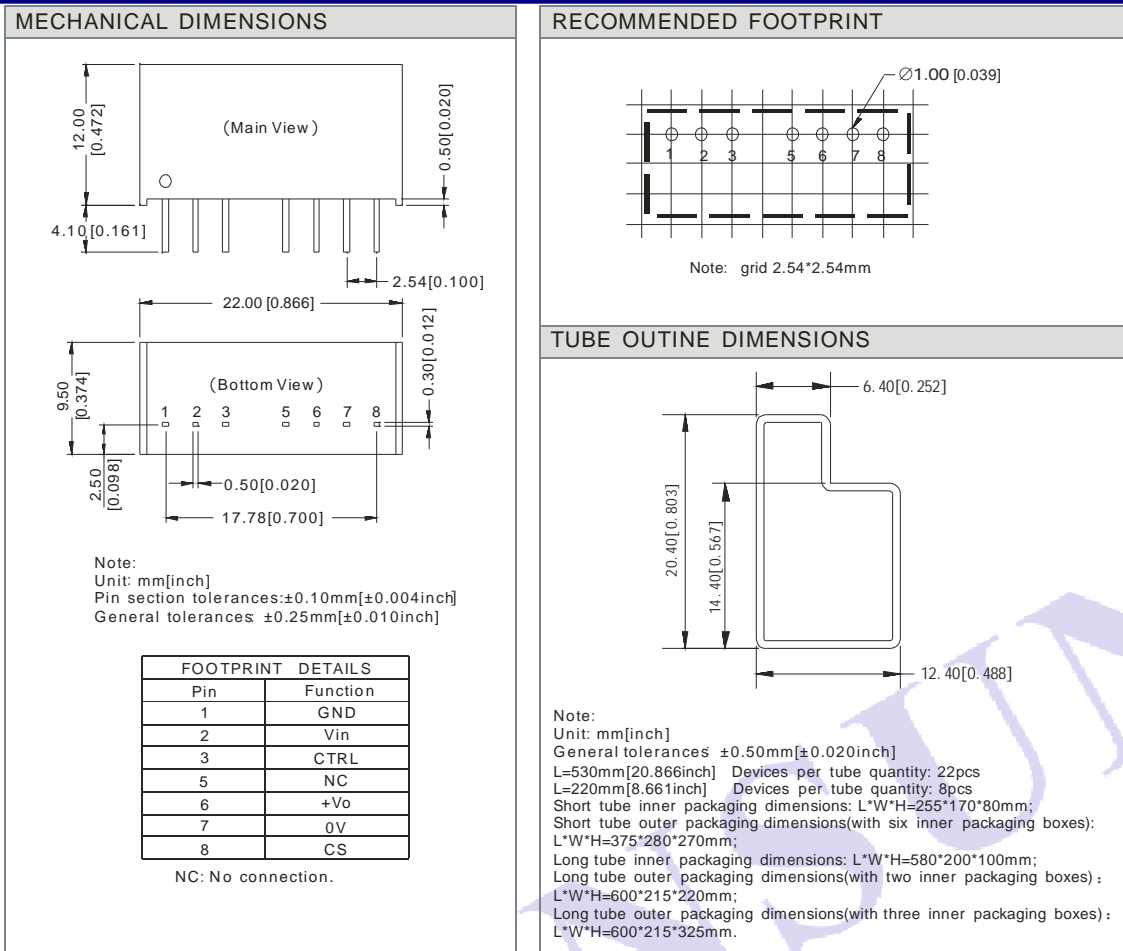 MECHANICAL DIMENSIONS
12.00
[0.472]
(Main View)
0.50[0.020]
4.10[0.161]
2.54[0.100]
22.00 [0.866]
9.50
[0.374]
(Bottom View)
0.30[0.012]
1 2 3 5 6 7 8
2.50
[0.098]
0.50[0.020]
17.78[0.700]
Note:
Unit: mm[inch]
Pin section tolerances:±0.10mm[±0.004inch]
General tolerances: ±0.25mm[±0.010inch]
FOOTPRINT DETAILS
Pin Function
1 GND
2 Vin
3 CTRL
5 NC
6 +Vo
7 0V
8 CS
NC: No connection.
RECOMMENDED FOOTPRINT
∅1.00 [0.039]
1 2 3 5 6 7 8
Note: grid 2.54*2.54mm
TUBE OUTINE DIMENSIONS
6.40[0.252]
20.40[0.803]
14.40[0.567]
12.40[0.488]
Note:
Unit: mm[inch]
General tolerances: ±0.50mm[±0.020inch]
L=530mm[20.866inch] Devices per tube quantity: 22pcs
L=220mm[8.661inch] Devices per tube quantity: 8pcs
Short tube inner packaging dimensions: L*W*H=255*170*80mm;
Short tube outer packaging dimensions(with six inner packaging boxes):
L*W*H=375*280*270mm;
Long tube inner packaging dimensions: L*W*H=580*200*100mm;
Long tube outer packaging dimensions(with two inner packaging boxes):
L*W*H=600*215*220mm;
Long tube outer packaging dimensions(with three inner packaging boxes):
L*W*H=600*215*325mm.